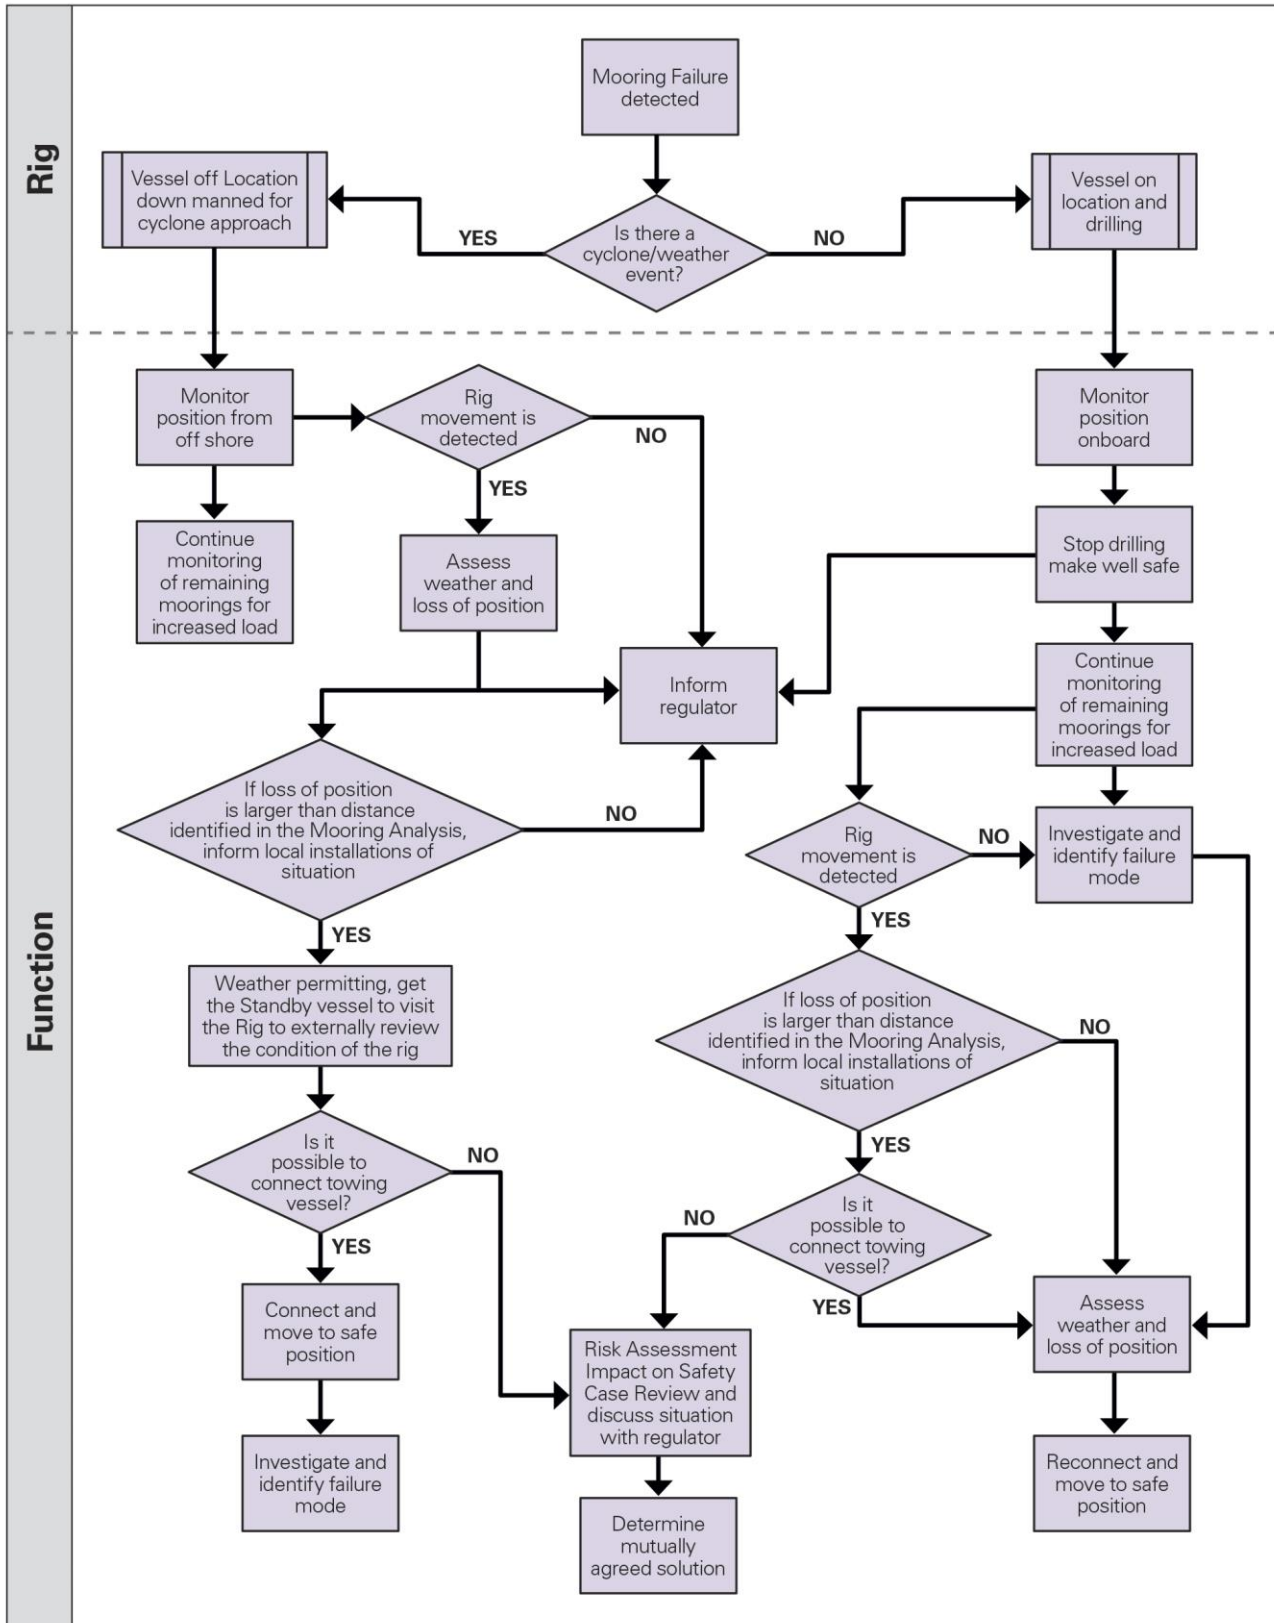 Rig
Mooring Failure
detected
Vessel off Location
down manned for
cyclone approach
YES
Is there a
cyclone/weather
event?
NO
Vessel on
location and
drilling
Function
Monitor
position from
off shore
Rig
movement is
detected
NO
YES
Continue
monitoring
of remaining
moorings for
increased load
Assess
weather and
loss of position
Inform
regulator
Monitor
position
onboard
Stop drilling
make well safe
Continue
monitoring
of remaining
moorings for
increased load
If loss of position
is larger than distance
identified in the Mooring Analysis,
inform local installations of
situation
NO
YES
Rig
movement is
detected
NO
YES
Investigate and
identify failure
mode
Weather permitting, get
the Standby vessel to visit
the Rig to externally review
the condition of the rig
If loss of position
is larger than distance
identified in the Mooring Analysis,
inform local installations of
situation
NO
YES
Is it
possible to
connect towing
vessel?
NO
YES
Is it
possible to
connect towing
vessel?
NO
YES
Connect and
move to safe
position
Risk Assessment
Impact on Safety
Case Review and
discuss situation
with regulator
Assess
weather and
loss of position
Investigate and
identify failure
mode
Determine
mutually
agreed solution
Reconnect and
move to safe
position